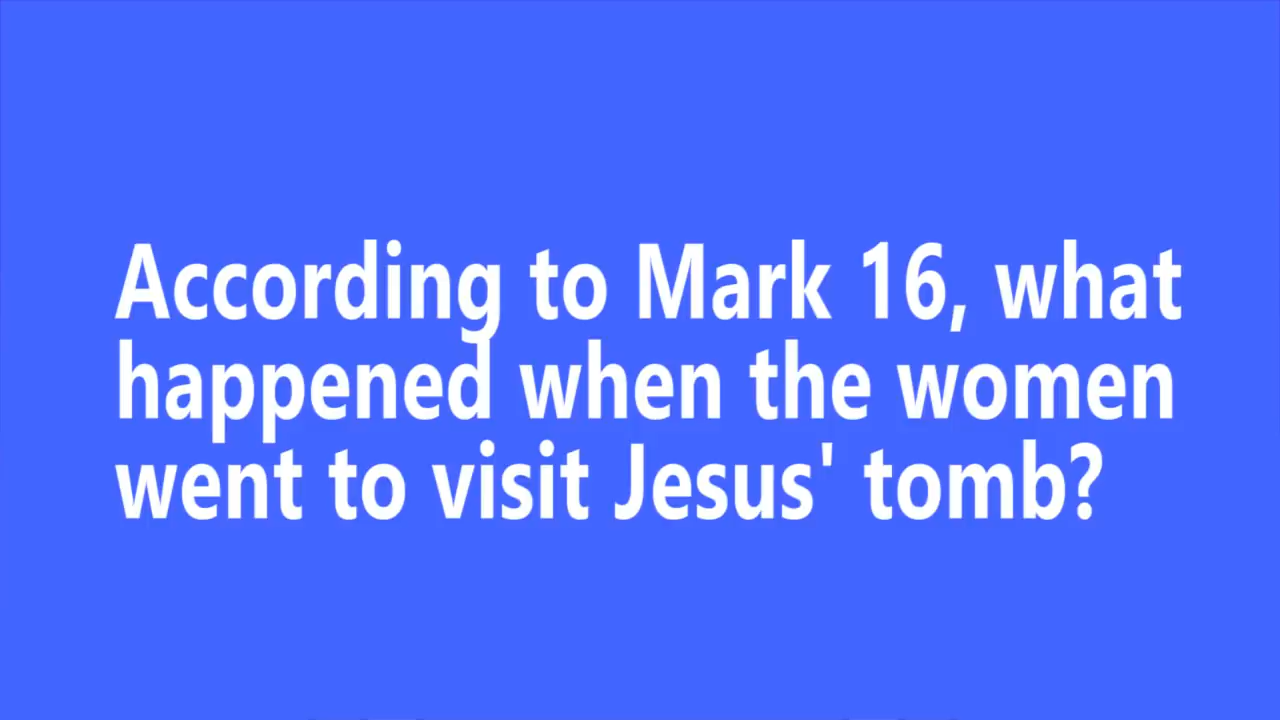 According to Mark 16, what
happened when the women
went to visit Jesus' tomb?